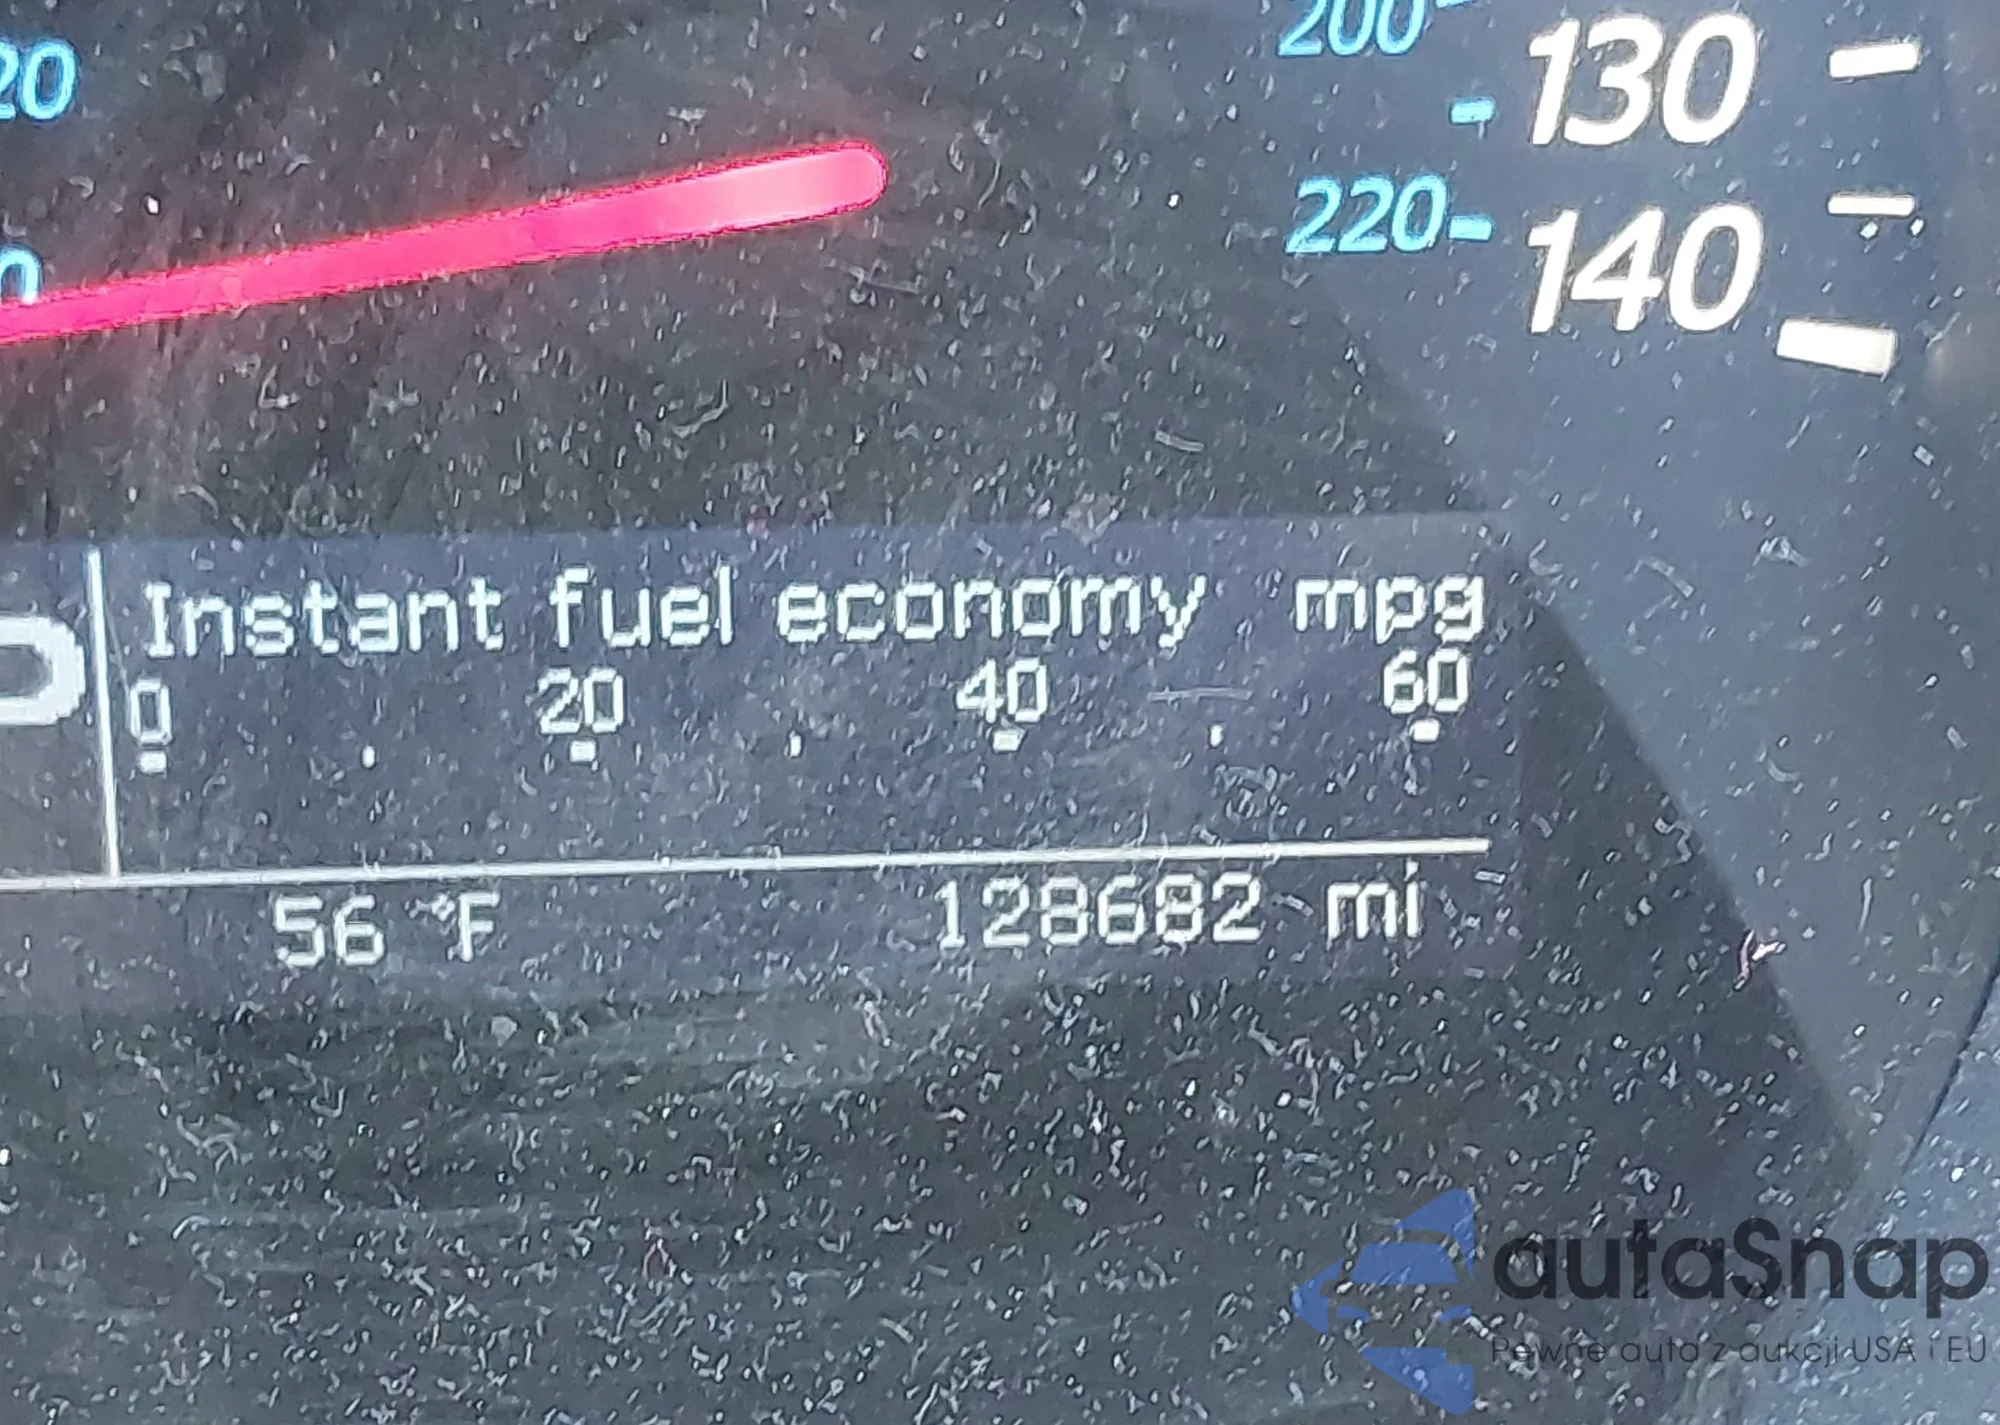 20
200
130
220
140
Instant fuel economy mpg
0 20 40 60
P
56 °F 128682 mi
autaSnap
Pewne auta z aukcji USA i EU